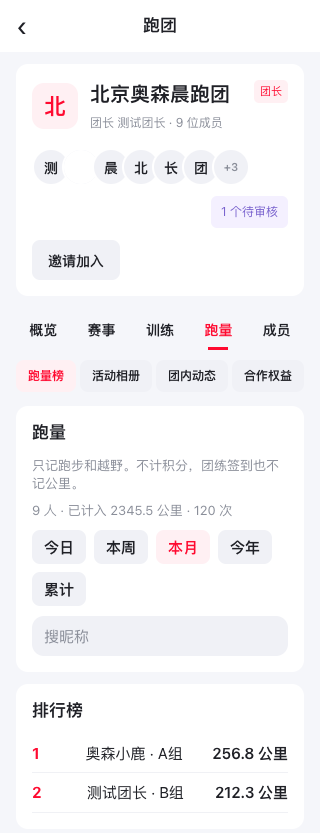 ‹ 跑团
北 北京奥森晨跑团 团长
团长 测试团长 · 9 位成员
测 晨 北 长 团 +3
1 个待审核
邀请加入
概览 赛事 训练 跑量 成员
跑量榜 活动相册 团内动态 合作权益
跑量
只记跑步和越野。不计积分，团练签到也不
记公里。
9 人 · 已计入 2345.5 公里 · 120 次
今日 本周 本月 今年
累计
搜昵称
排行榜
1 奥森小鹿 · A组 256.8 公里
2 测试团长 · B组 212.3 公里